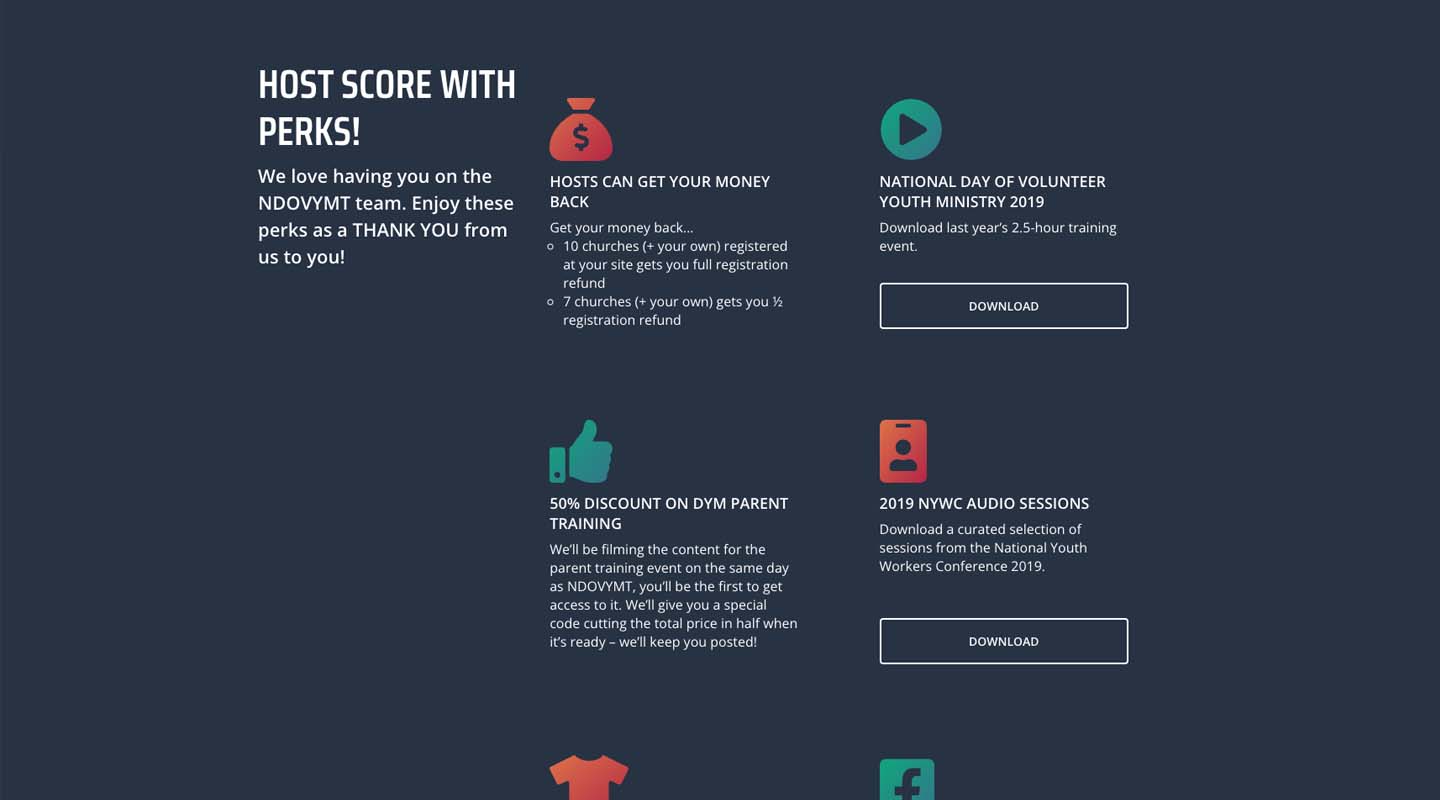 HOST SCORE WITH
PERKS!
We love having you on the
NDOVYMT team. Enjoy these
perks as a THANK YOU from
us to you!
$
HOSTS CAN GET YOUR MONEY
BACK
Get your money back...
10 churches (+ your own) registered
at your site gets you full registration
refund
7 churches (+ your own) gets you ½
registration refund
NATIONAL DAY OF VOLUNTEER
YOUTH MINISTRY 2019
Download last year’s 2.5-hour training
event.
DOWNLOAD
50% DISCOUNT ON DYM PARENT
TRAINING
We’ll be filming the content for the
parent training event on the same day
as NDOVYMT, you’ll be the first to get
access to it. We’ll give you a special
code cutting the total price in half when
it’s ready – we’ll keep you posted!
2019 NYWC AUDIO SESSIONS
Download a curated selection of
sessions from the National Youth
Workers Conference 2019.
DOWNLOAD